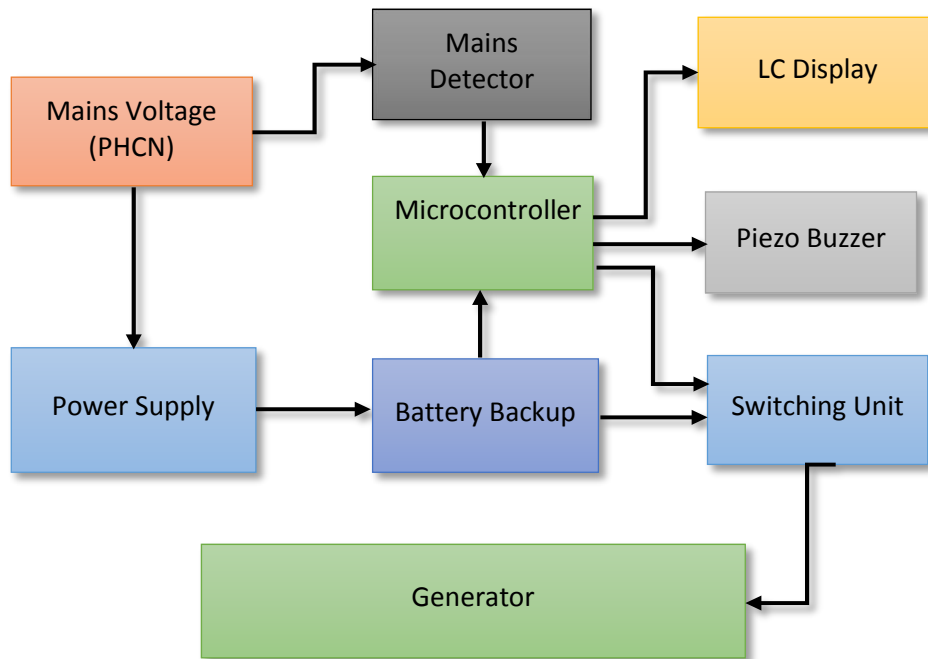 Mains
Detector
LC Display
Mains Voltage
(PHCN)
Microcontroller
Piezo Buzzer
Power Supply
Battery Backup
Switching Unit
Generator